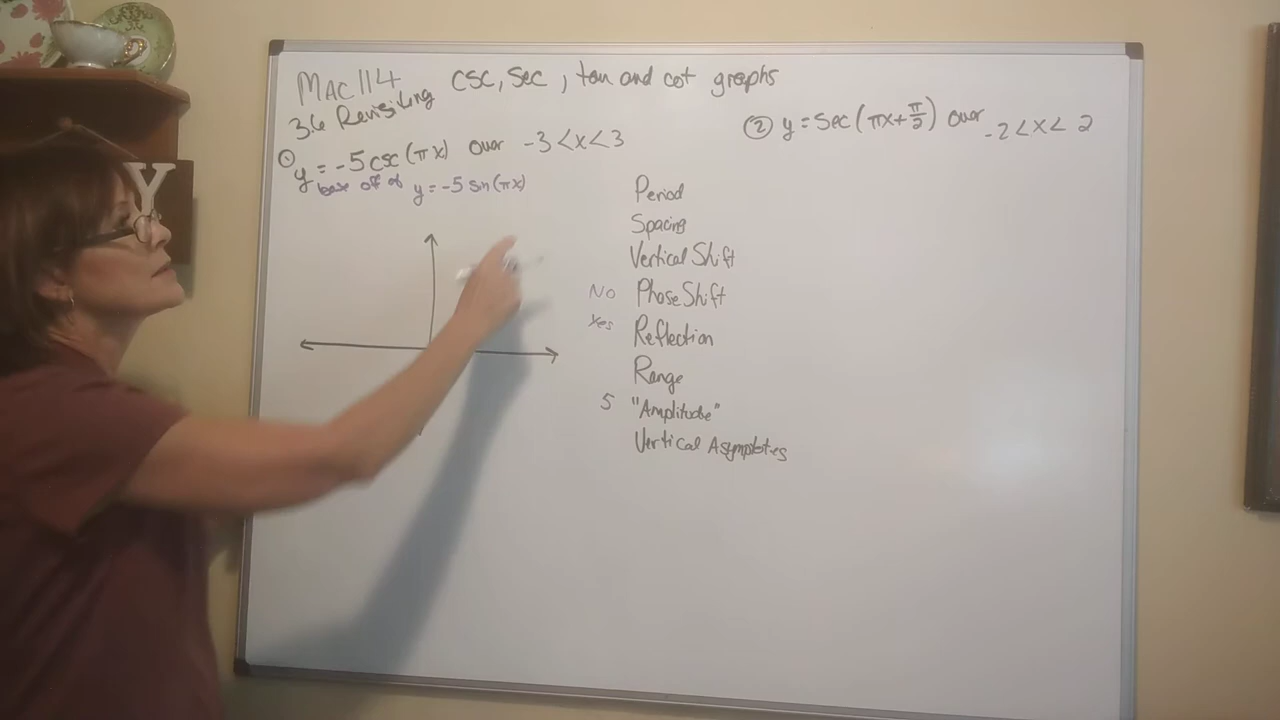 MAC 114 csc, sec, tan and cot graphs
3.6 Revisiting
① y = -5 csc(πx) over -3 < x < 3
base off of y = -5 sin(πx)
② y = sec(πx + π/2) over -2 < x < 2
Period
Spacing
Vertical Shift
No Phase Shift
Yes Reflection
Range
5 "Amplitude"
Vertical Asymptotes
Y